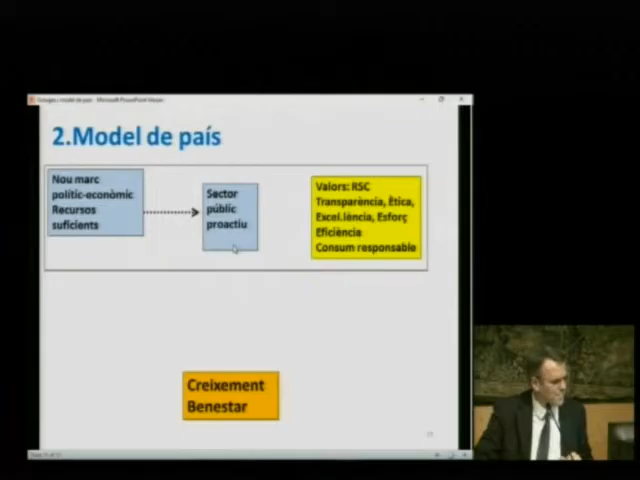 2.Model de país
Nou marc
polític-econòmic
Recursos
suficients
Sector
públic
proactiu
Valors: RSC
Transparència, Ètica,
Excel.lència, Esforç
Eficiència
Consum responsable
Creixement
Benestar